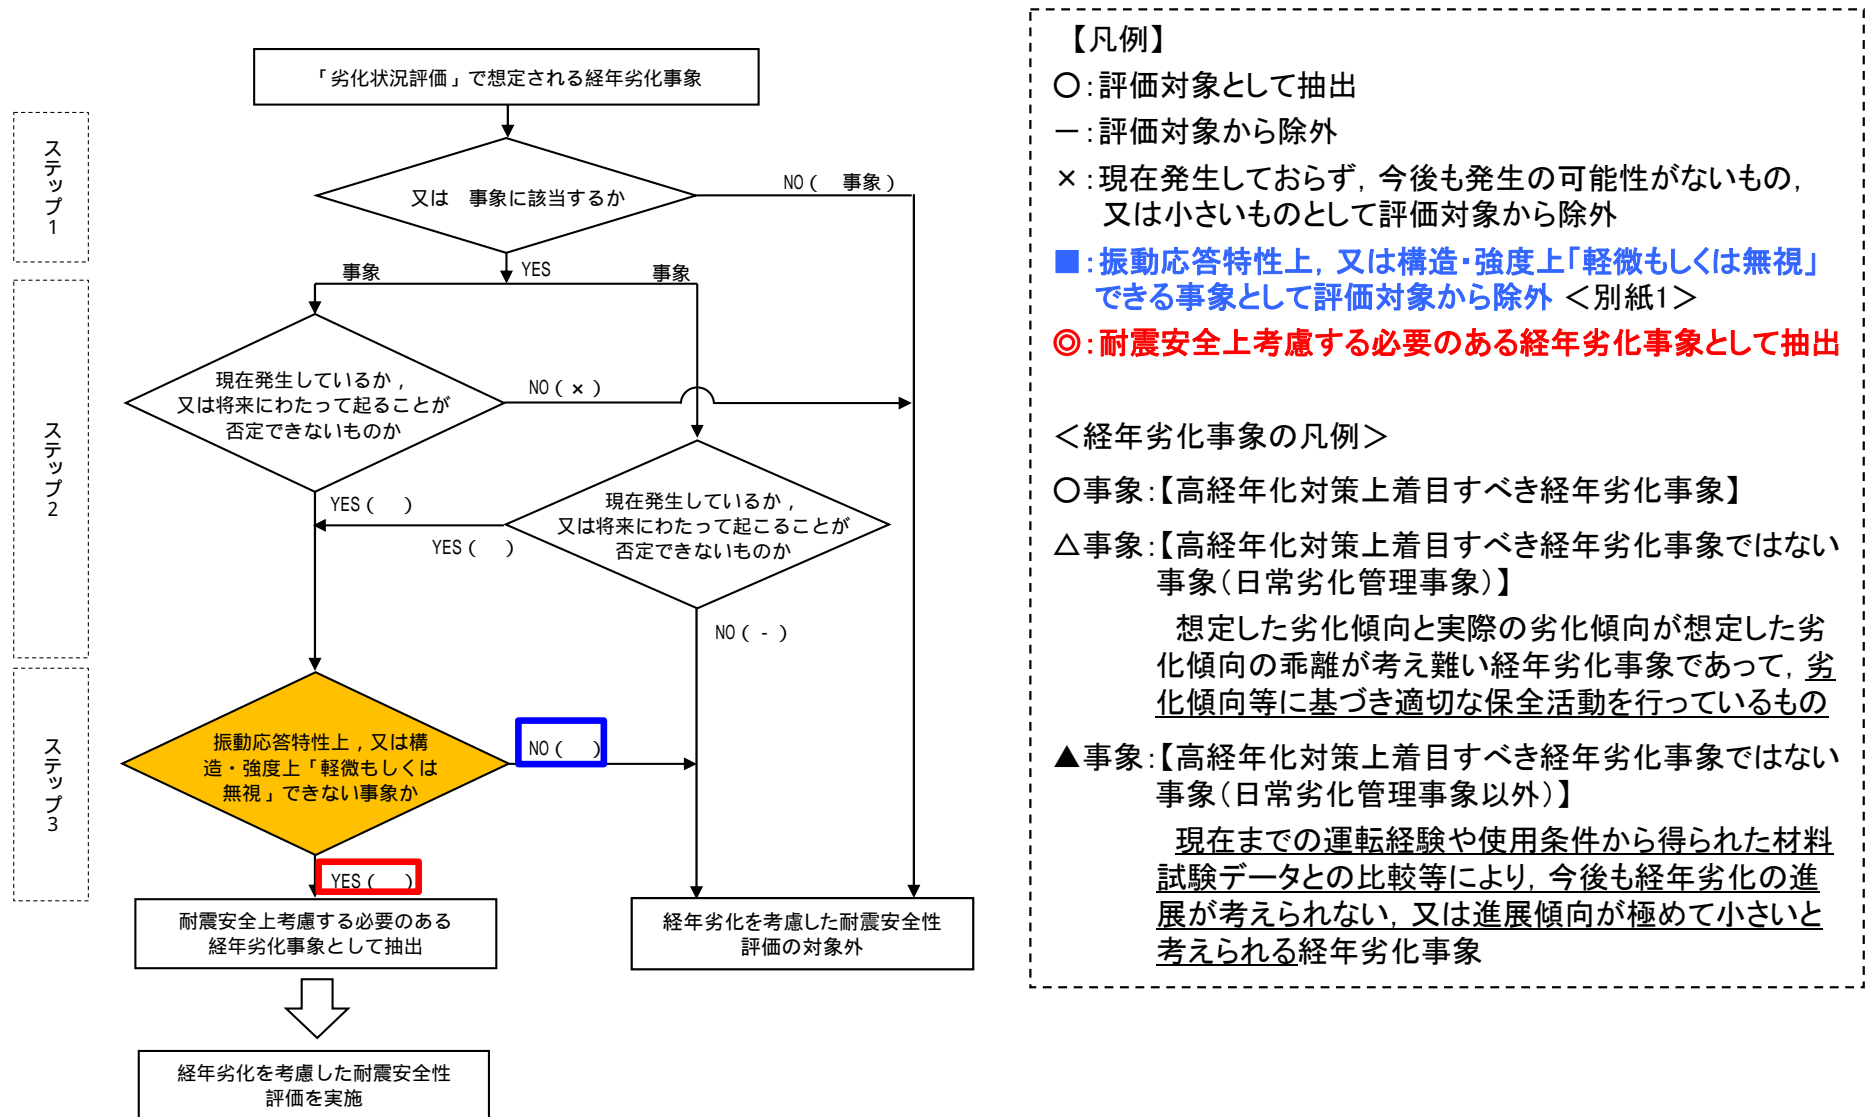 「劣化状況評価」で想定される経年劣化事象
ステップ1
又は　事象に該当するか
NO（　事象）
YES
事象
事象
ステップ2
現在発生しているか，
又は将来にわたって起ることが
否定できないものか
NO（×）
YES（　）
現在発生しているか，
又は将来にわたって起こることが
否定できないものか
YES（　）
NO（-）
ステップ3
振動応答特性上，又は構
造・強度上「軽微もしくは
無視」できない事象か
NO（　）
YES（　）
耐震安全上考慮する必要のある
経年劣化事象として抽出
経年劣化を考慮した耐震安全性
評価の対象外
経年劣化を考慮した耐震安全性
評価を実施
【凡例】
○：評価対象として抽出
－：評価対象から除外
×：現在発生しておらず，今後も発生の可能性がないもの，
又は小さいものとして評価対象から除外
■：振動応答特性上，又は構造・強度上「軽微もしくは無視」
できる事象として評価対象から除外 ＜別紙1＞
◎：耐震安全上考慮する必要のある経年劣化事象として抽出
＜経年劣化事象の凡例＞
○事象：【高経年化対策上着目すべき経年劣化事象】
△事象：【高経年化対策上着目すべき経年劣化事象ではない
事象（日常劣化管理事象）】
想定した劣化傾向と実際の劣化傾向が想定した劣
化傾向の乖離が考え難い経年劣化事象であって，劣
化傾向等に基づき適切な保全活動を行っているもの
▲事象：【高経年化対策上着目すべき経年劣化事象ではない
事象（日常劣化管理事象以外）】
現在までの運転経験や使用条件から得られた材料
試験データとの比較等により，今後も経年劣化の進
展が考えられない，又は進展傾向が極めて小さいと
考えられる経年劣化事象